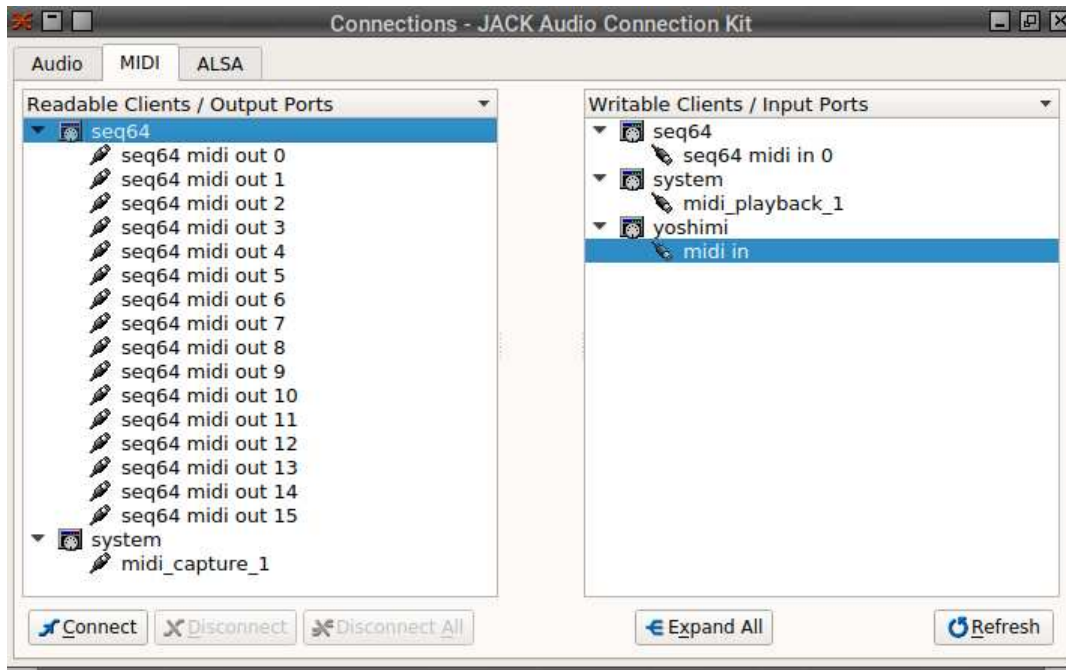 Connections - JACK Audio Connection Kit
Audio MIDI ALSA
Readable Clients / Output Ports
seq64
seq64 midi out 0
seq64 midi out 1
seq64 midi out 2
seq64 midi out 3
seq64 midi out 4
seq64 midi out 5
seq64 midi out 6
seq64 midi out 7
seq64 midi out 8
seq64 midi out 9
seq64 midi out 10
seq64 midi out 11
seq64 midi out 12
seq64 midi out 13
seq64 midi out 14
seq64 midi out 15
system
midi_capture_1
Writable Clients / Input Ports
seq64
seq64 midi in 0
system
midi_playback_1
yoshimi
midi in
Connect Disconnect Disconnect All Expand All Refresh